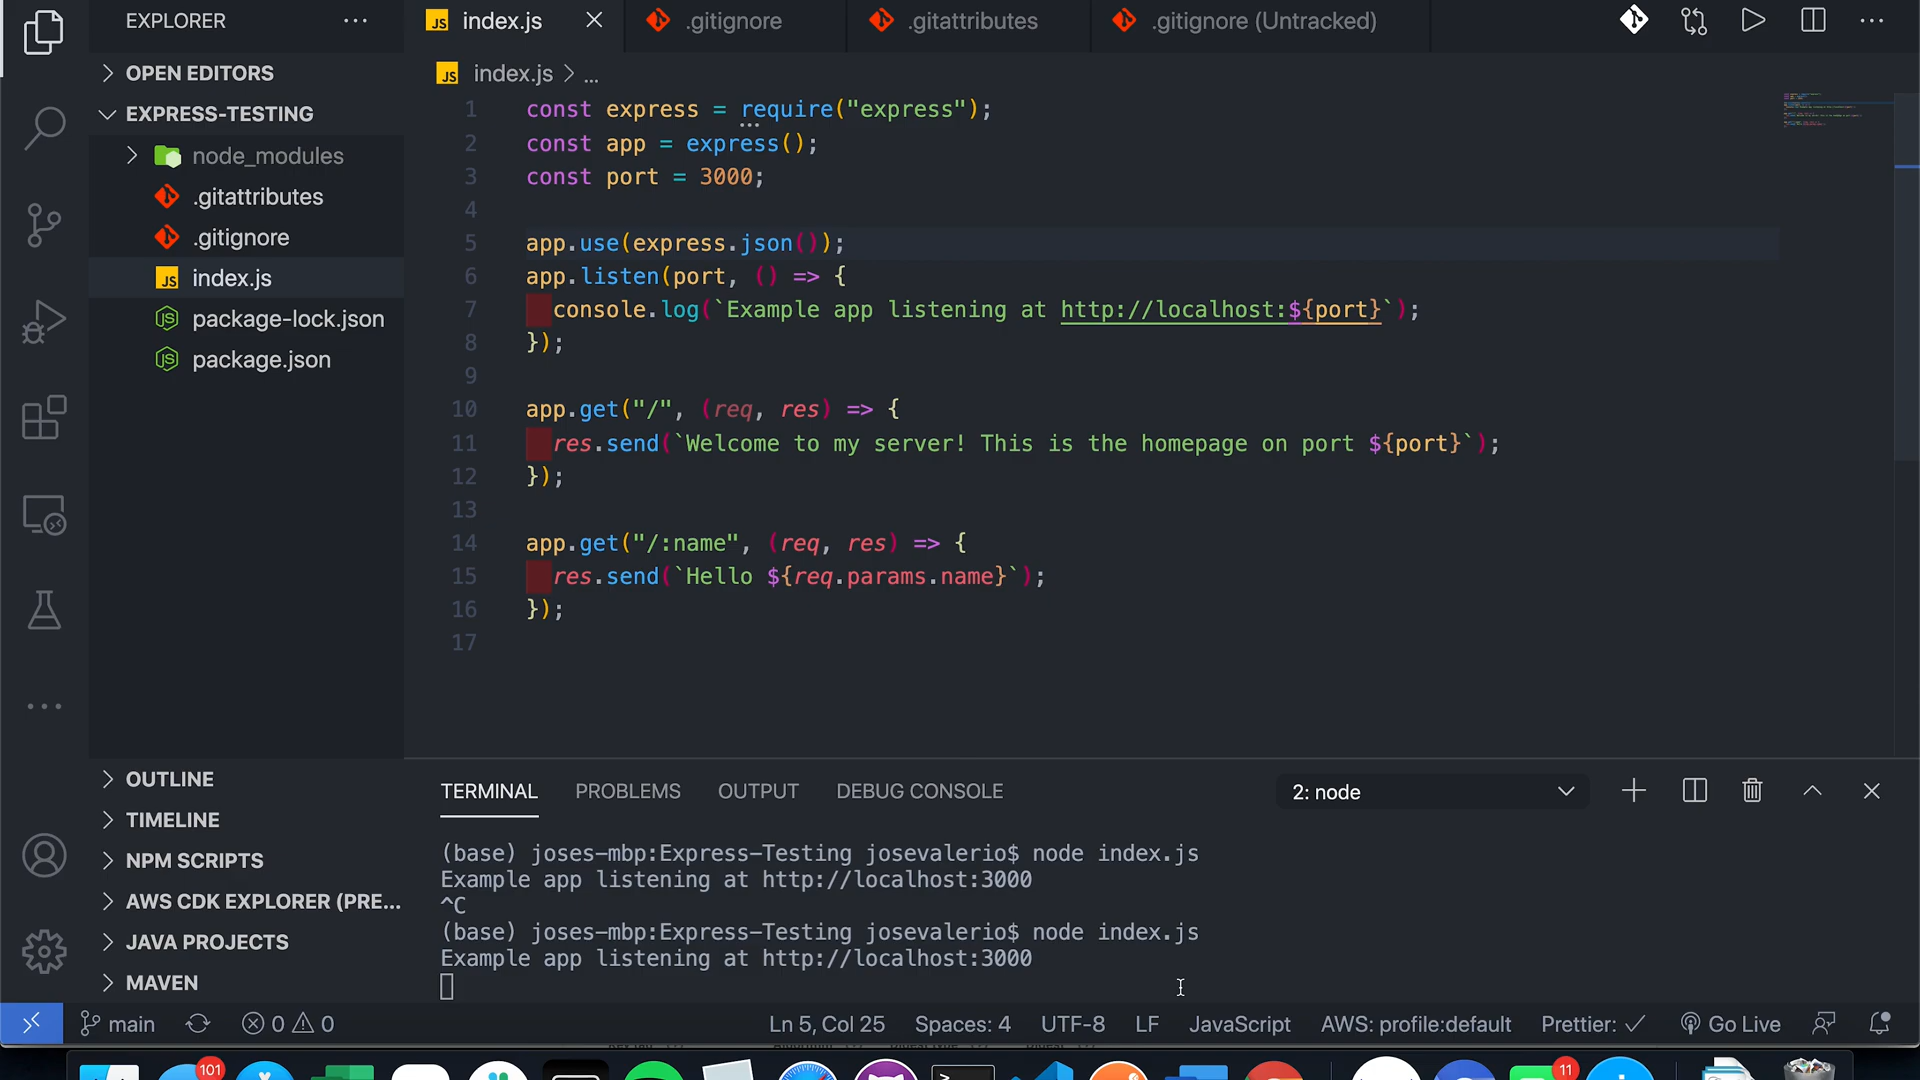 EXPLORER
index.js
.gitignore
.gitattributes
.gitignore (Untracked)
OPEN EDITORS
EXPRESS-TESTING
node_modules
.gitattributes
.gitignore
JS index.js
package-lock.json
package.json
JS index.js > ...
1 const express = require("express");
2 const app = express();
3 const port = 3000;
4
5 app.use(express.json());
6 app.listen(port, () => {
7 console.log(`Example app listening at http://localhost:${port}`);
8 });
9
10 app.get("/", (req, res) => {
11 res.send(`Welcome to my server! This is the homepage on port ${port}`);
12 });
13
14 app.get("/:name", (req, res) => {
15 res.send(`Hello ${req.params.name}`);
16 });
17
OUTLINE
TIMELINE
NPM SCRIPTS
AWS CDK EXPLORER (PRE...
JAVA PROJECTS
MAVEN
TERMINAL PROBLEMS OUTPUT DEBUG CONSOLE 2: node
(base) joses-mbp:Express-Testing josevalerio$ node index.js
Example app listening at http://localhost:3000
^C
(base) joses-mbp:Express-Testing josevalerio$ node index.js
Example app listening at http://localhost:3000
main 0 0 Ln 5, Col 25 Spaces: 4 UTF-8 LF JavaScript AWS: profile:default Prettier: ✓ Go Live
101
11